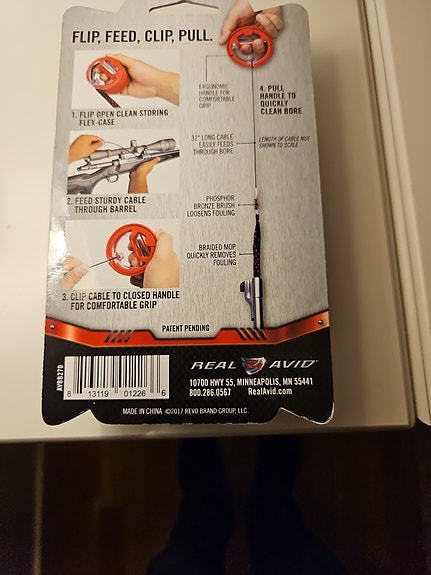 FLIP, FEED, CLIP, PULL.
1. FLIP OPEN CLEAN STORING
FLEX-CASE
2. FEED STURDY CABLE
THROUGH BARREL
3. CLIP CABLE TO CLOSED HANDLE
FOR COMFORTABLE GRIP
ERGONOMIC
HANDLE FOR
COMFORTABLE
GRIP
4. PULL
HANDLE TO
QUICKLY
CLEAN BORE
32" LONG CABLE
EASILY FEEDS
THROUGH BORE
LENGTH OF CABLE NOT
SHOWN TO SCALE
PHOSPHOR
BRONZE BRUSH
LOOSENS FOULING
BRAIDED MOP
QUICKLY REMOVES
FOULING
PATENT PENDING
AVBB270
8 13119 01226 6
REAL AVID
10700 HWY 55, MINNEAPOLIS, MN 55441
800.286.0567 RealAvid.com
MADE IN CHINA ©2017 REVO BRAND GROUP, LLC.